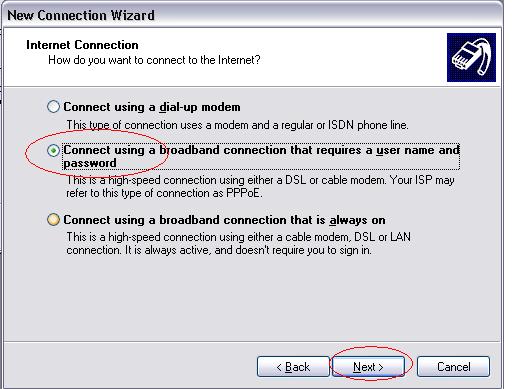 New Connection Wizard
Internet Connection
How do you want to connect to the Internet?
Connect using a dial-up modem
This type of connection uses a modem and a regular or ISDN phone line.
Connect using a broadband connection that requires a user name and
password
This is a high-speed connection using either a DSL or cable modem. Your ISP may
refer to this type of connection as PPPoE.
Connect using a broadband connection that is always on
This is a high-speed connection using either a cable modem, DSL or LAN
connection. It is always active, and doesn't require you to sign in.
< Back
Next >
Cancel